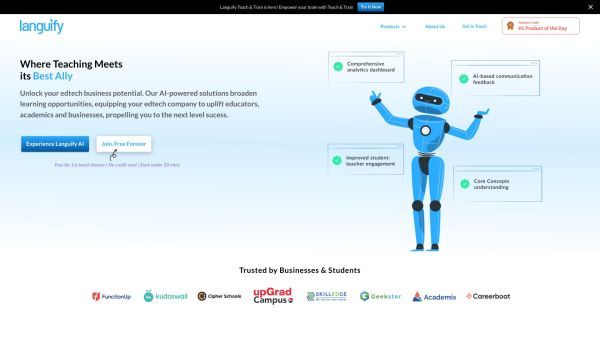 Languify Teach & Train is here! Empower your team with Teach & Train
Try It Now
languify
Products
About Us
Get in Touch
PRODUCT HUNT
#5 Product of the Day
Where Teaching Meets
its Best Ally
Unlock your edtech business potential. Our AI-powered solutions broaden
learning opportunities, equipping your edtech company to uplift educators,
academics and businesses, propelling you to the next level sucess.
Experience Languify AI
Join, Free Forever
Free for 1st batch forever | No credit card | Start under 10 mins
Comprehensive
analytics dashboard
AI-based communication
feedback
Improved student-
teacher engagement
Core Concepts
understanding
Trusted by Businesses & Students
FunctionUp
kudoswall
Cipher Schools
upGrad
Campus
SKILLEDGE
Geekster
Academix
Careerboat